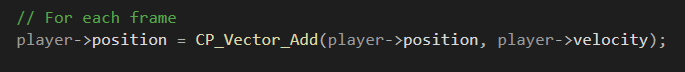 // For each frame
player->position = CP_Vector_Add(player->position, player->velocity);